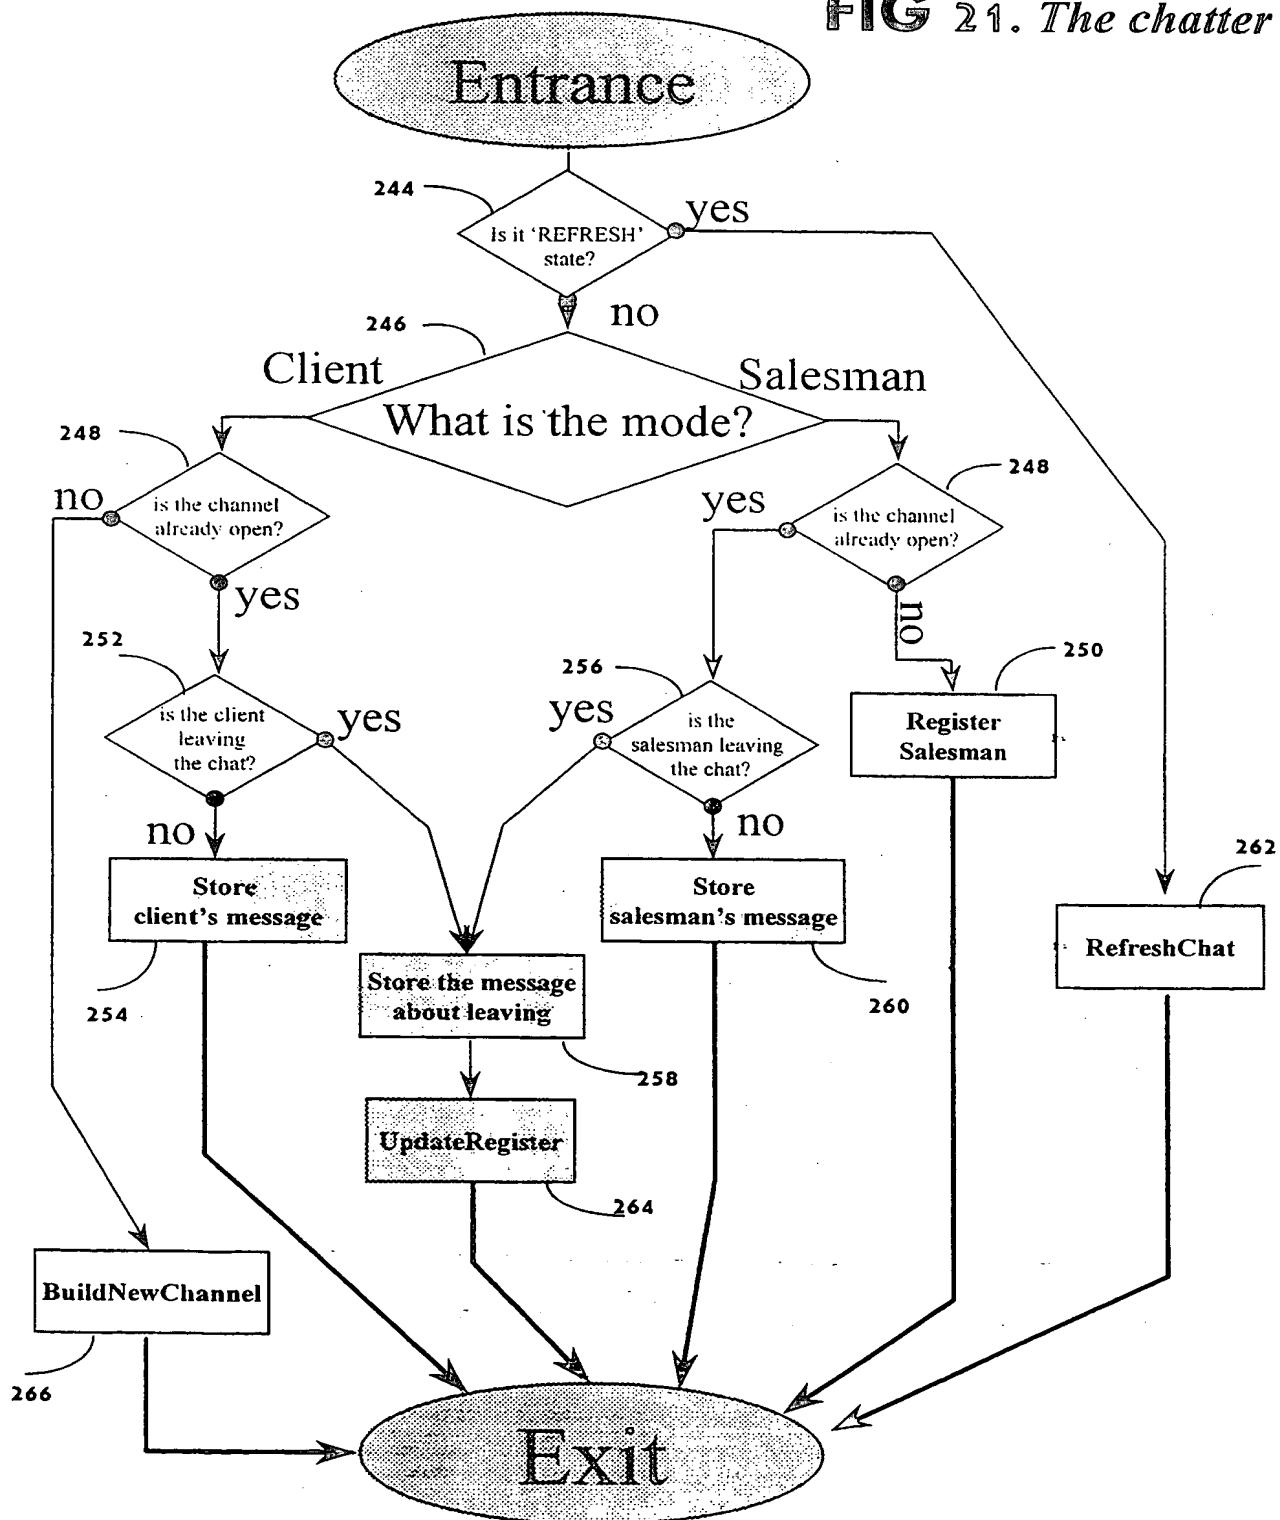 FIG 21. The chatter
Entrance
244
yes
Is it 'REFRESH'
state?
no
246
Client
Salesman
What is the mode?
248
no
is the channel
already open?
yes
248
yes
is the channel
already open?
no
252
is the client
leaving
the chat?
yes
no
256
yes
is the
salesman leaving
the chat?
no
250
Register
Salesman
262
RefreshChat
Store
client's message
254
Store
salesman's message
260
Store the message
about leaving
258
UpdateRegister
264
BuildNewChannel
266
Exit